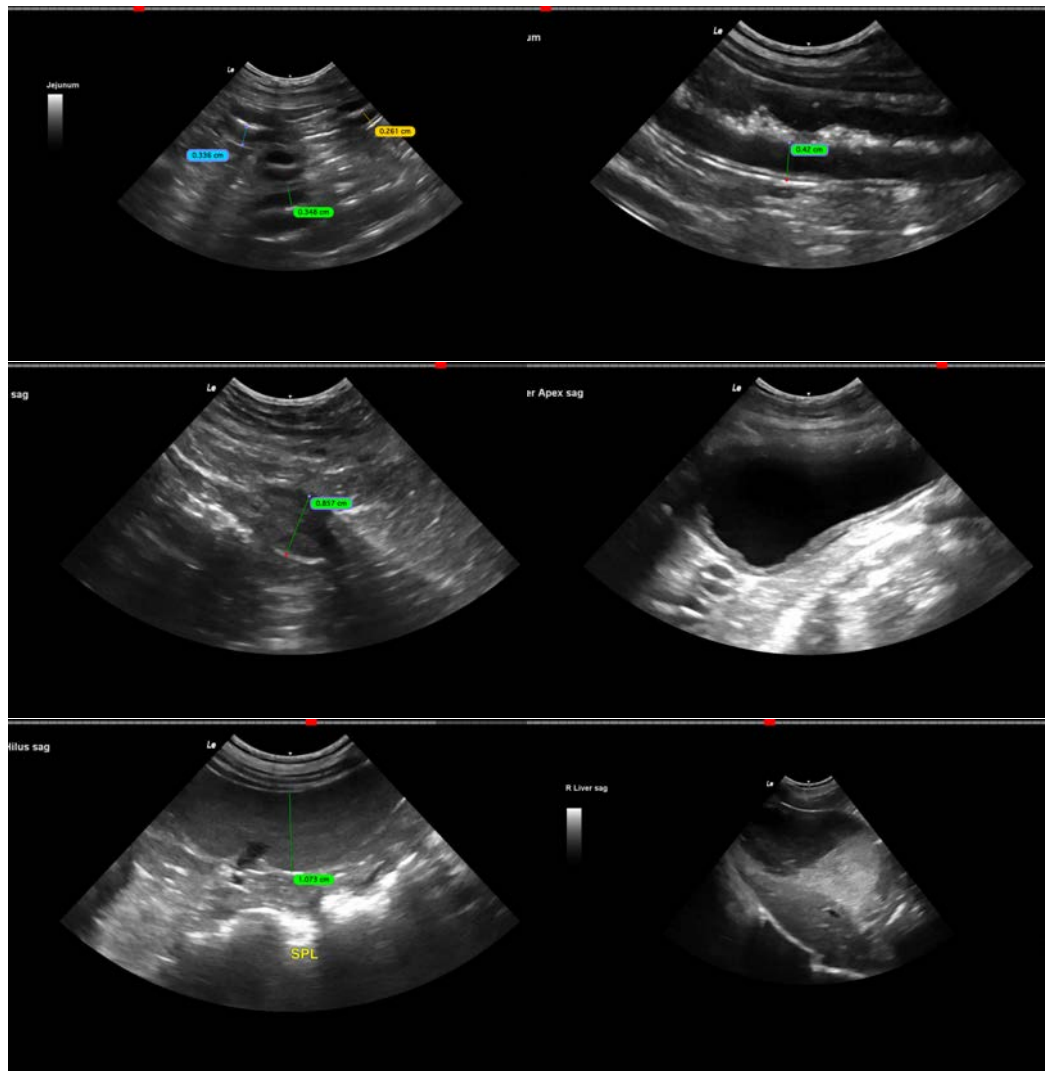 Le
Jejunum
0.261 cm
0.336 cm
0.348 cm
um
Le
0.42 cm
sag
Le
0.857 cm
er Apex sag
Le
Hilus sag
Le
1.073 cm
SPL
R Liver sag
Le